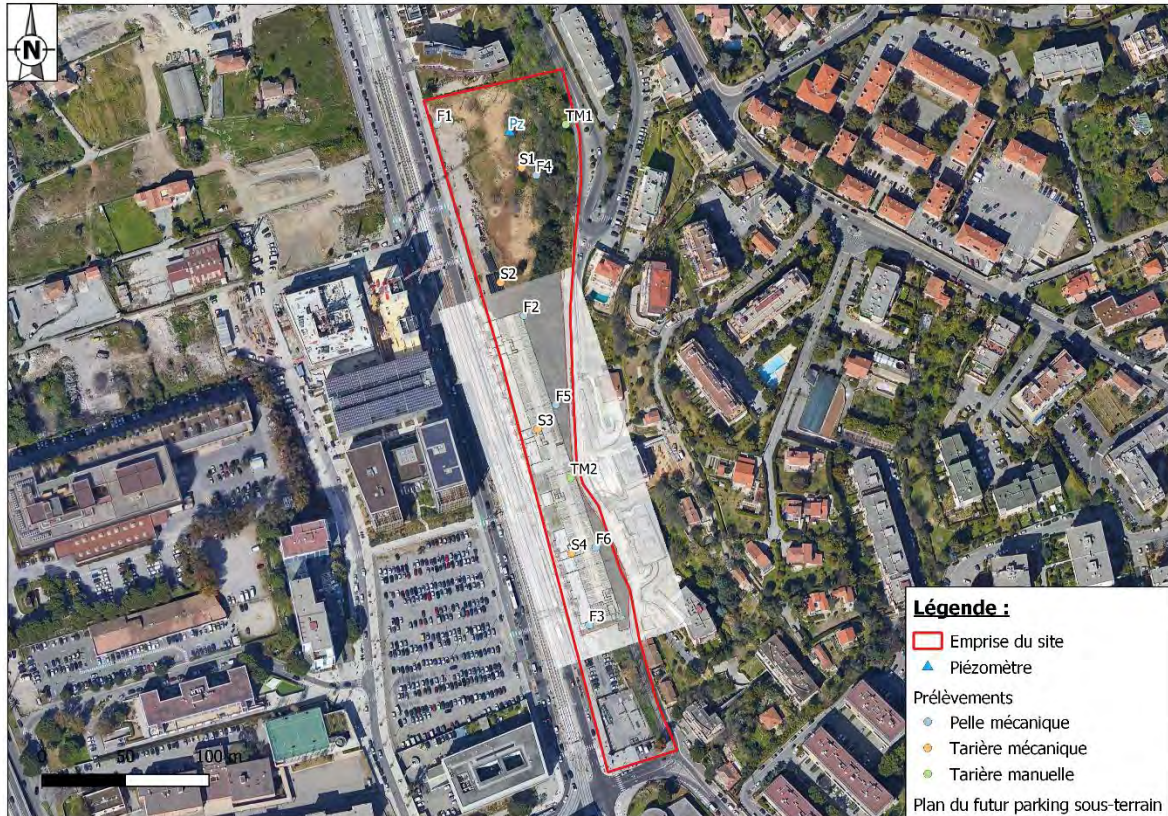 N
F1
TM1
Pz
S1
F4
S2
F2
F5
S3
TM2
S4
F6
F3
0 50 100 m
Légende :
Emprise du site
Piézomètre
Prélèvements
Pelle mécanique
Tarière mécanique
Tarière manuelle
Plan du futur parking sous-terrain